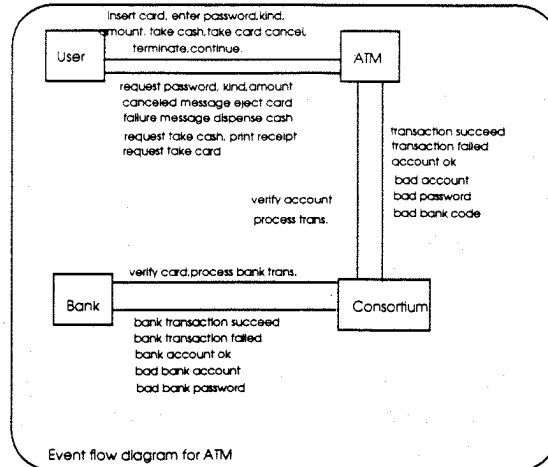 insert card, enter password,kind,
amount. take cash,take card cancel,
terminate,continue.
User
ATM
request password, kind,amount
canceled message eject card
failure message dispense cash
request take cash, print receipt
request take card
transaction succeed
transaction failed
account ok
bad account
bad password
bad bank code
verify account
process trans.
verify card,process bank trans.
Bank
Consortium
bank transaction succeed
bank transaction failed
bank account ok
bad bank account
bad bank password
Event flow diagram for ATM